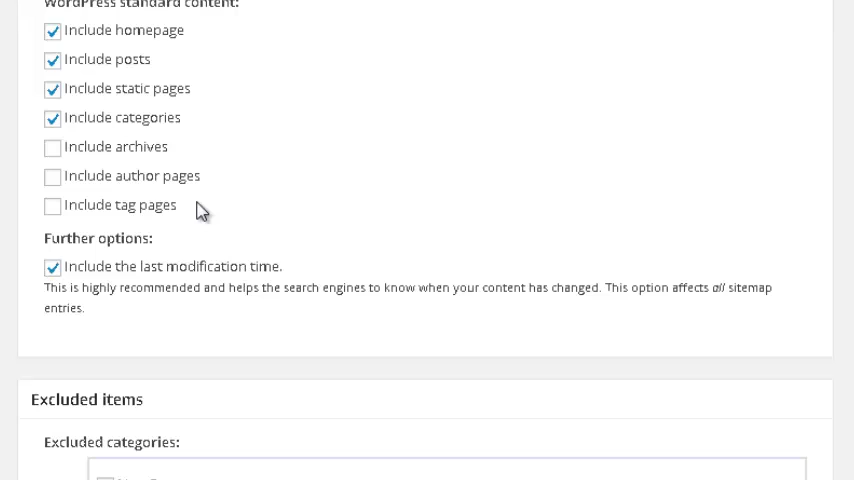 WordPress standard content:
Include homepage
Include posts
Include static pages
Include categories
Include archives
Include author pages
Include tag pages
Further options:
Include the last modification time.
This is highly recommended and helps the search engines to know when your content has changed. This option affects all sitemap
entries.
Excluded items
Excluded categories: